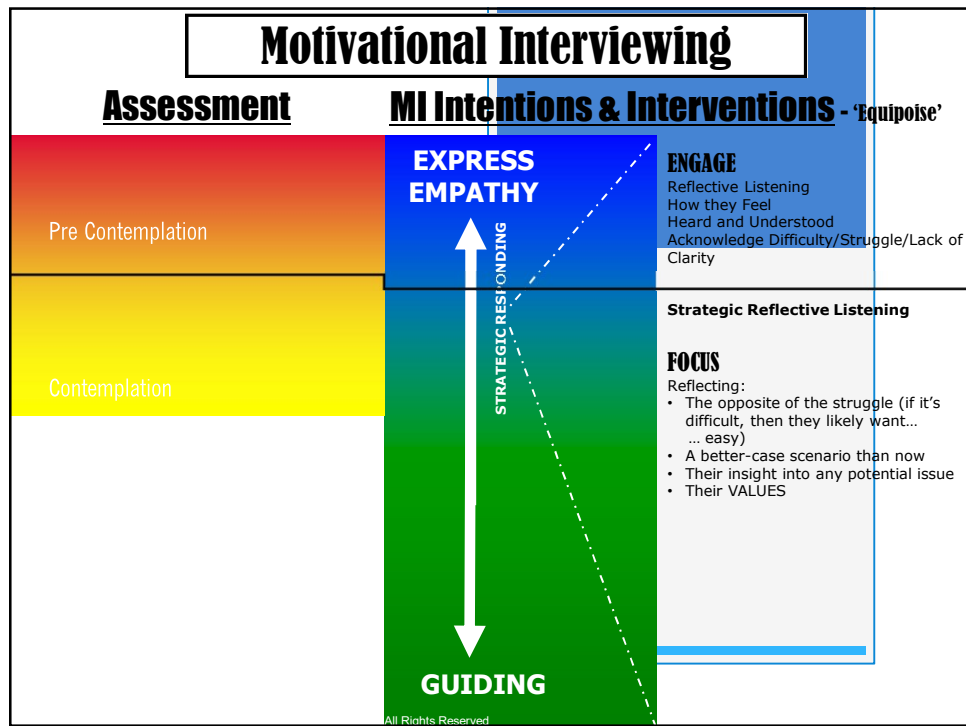 Motivational Interviewing
Assessment
MI Intentions & Interventions - ‘Equipoise’
Pre Contemplation
Contemplation
EXPRESS
EMPATHY
STRATEGIC RESPONDING
GUIDING
All Rights Reserved
ENGAGE
Reflective Listening
How they Feel
Heard and Understood
Acknowledge Difficulty/Struggle/Lack of
Clarity
Strategic Reflective Listening
FOCUS
Reflecting:
• The opposite of the struggle (if it’s
difficult, then they likely want…
… easy)
• A better-case scenario than now
• Their insight into any potential issue
• Their VALUES